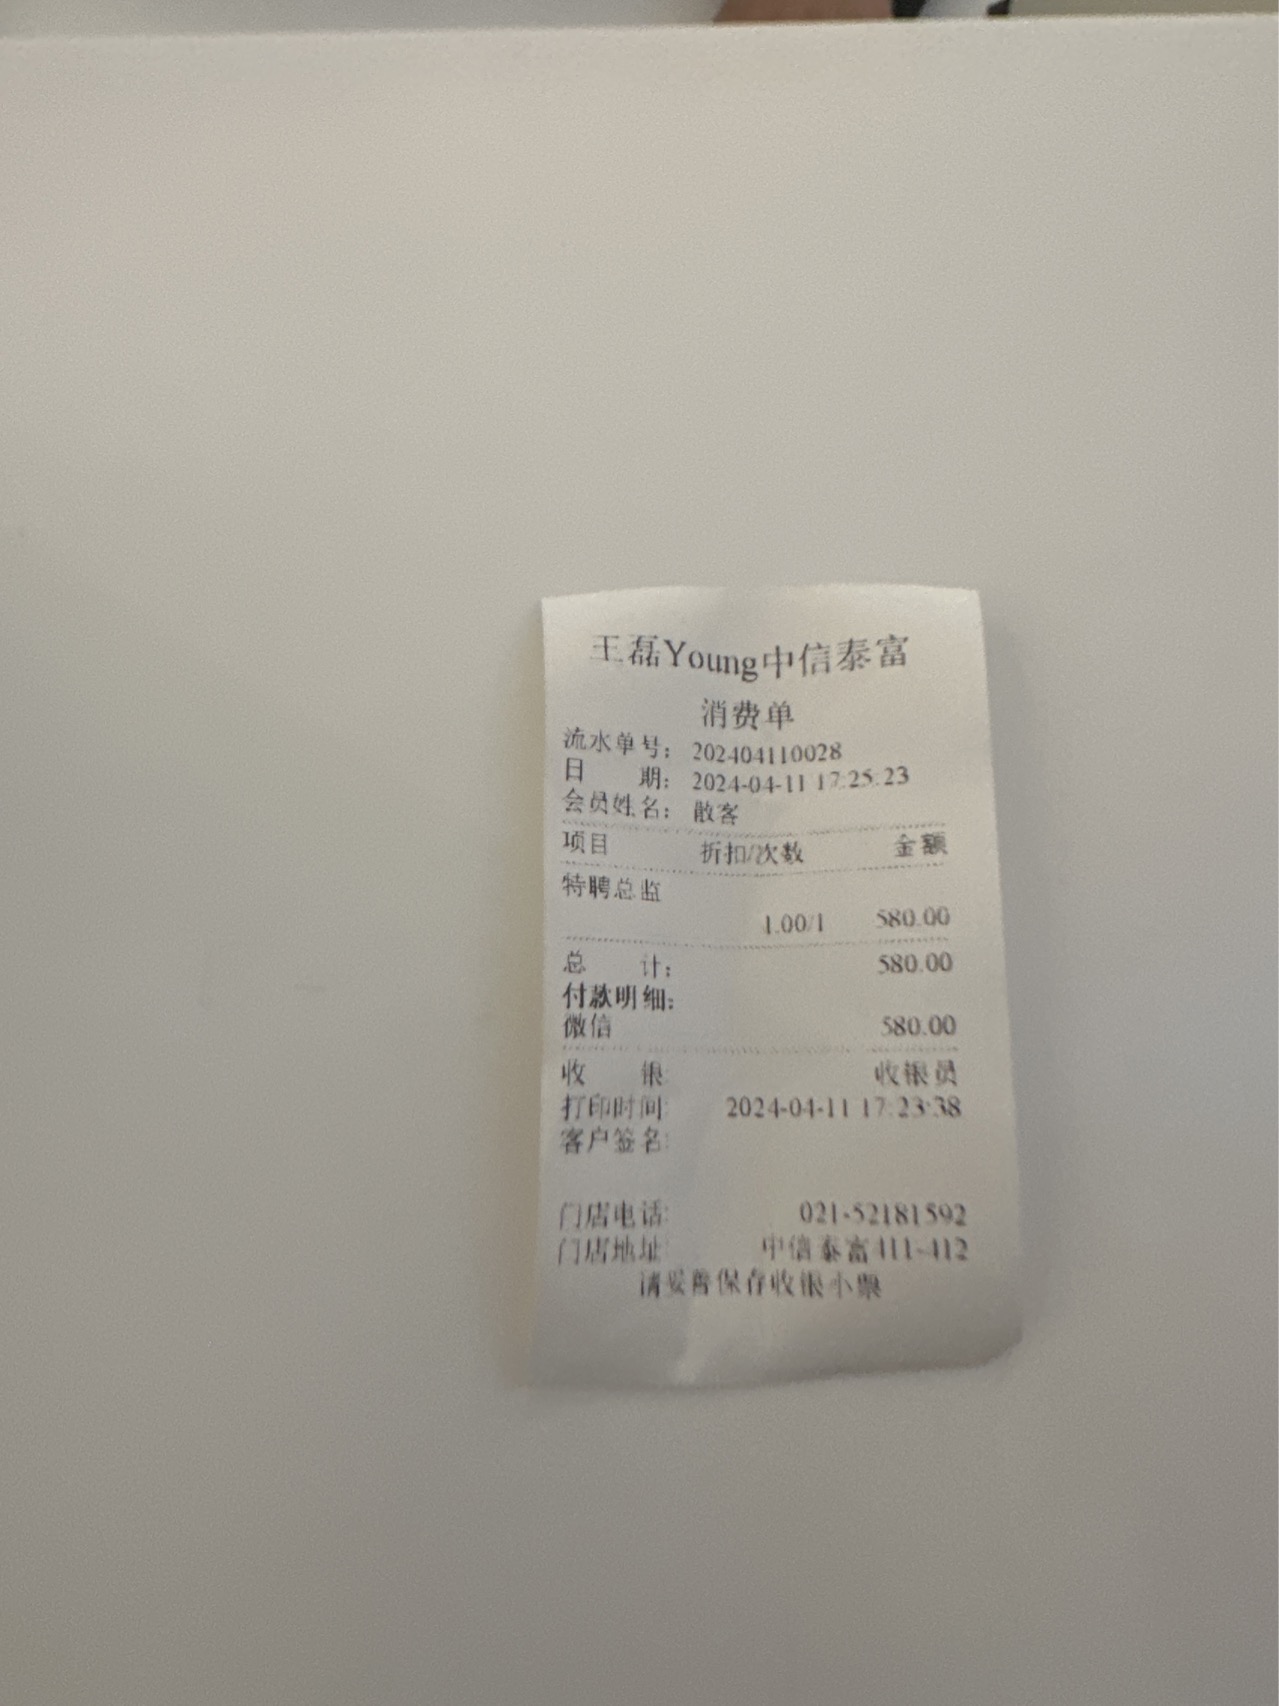 王磊Young中信泰富
消费单
流水单号: 202404110028
日 期: 2024-04-11 17:25:23
会员姓名: 散客
项目 折扣/次数 金额
特聘总监
1.00/1 580.00
总 计: 580.00
付款明细:
微信 580.00
收 银: 收银员
打印时间: 2024-04-11 17:23:38
客户签名:
门店电话: 021-52181592
门店地址: 中信泰富411-412
请妥善保存收银小票